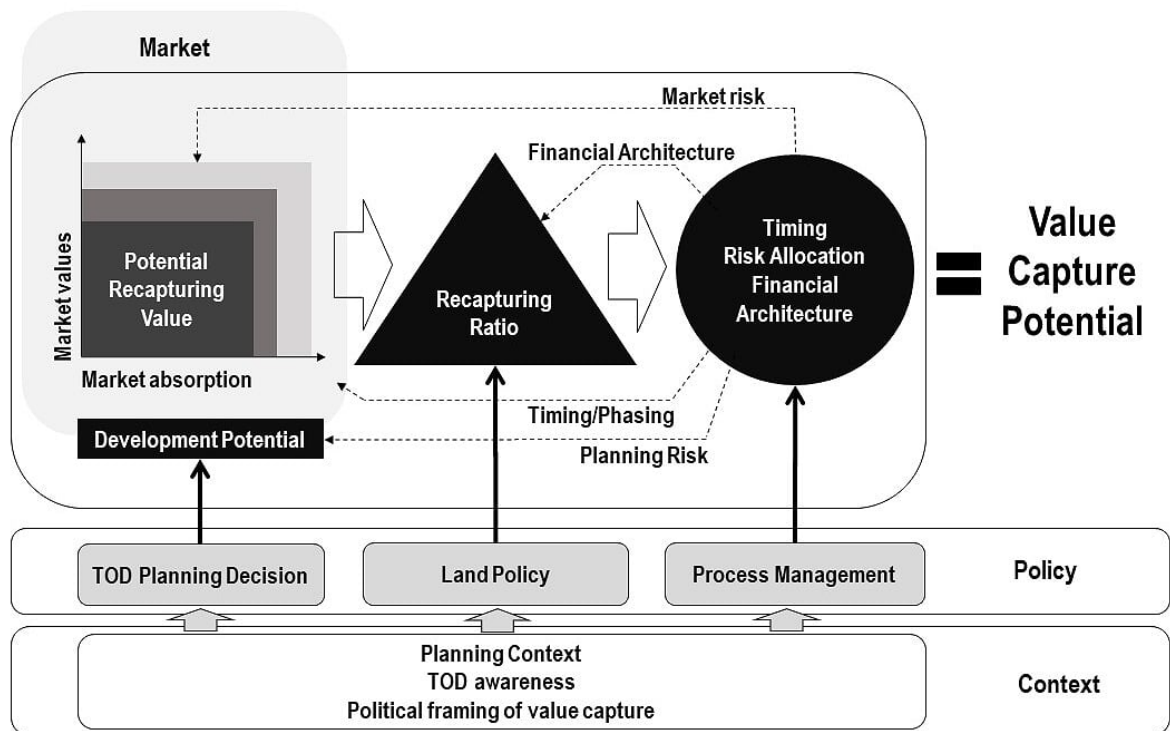 Market
Market risk
Financial Architecture
Market values
Potential
Recapturing
Value
Recapturing
Ratio
Timing
Risk Allocation
Financial
Architecture
Value
Capture
Potential
Market absorption
Timing/Phasing
Development Potential
Planning Risk
TOD Planning Decision
Land Policy
Process Management
Policy
Planning Context
TOD awareness
Political framing of value capture
Context